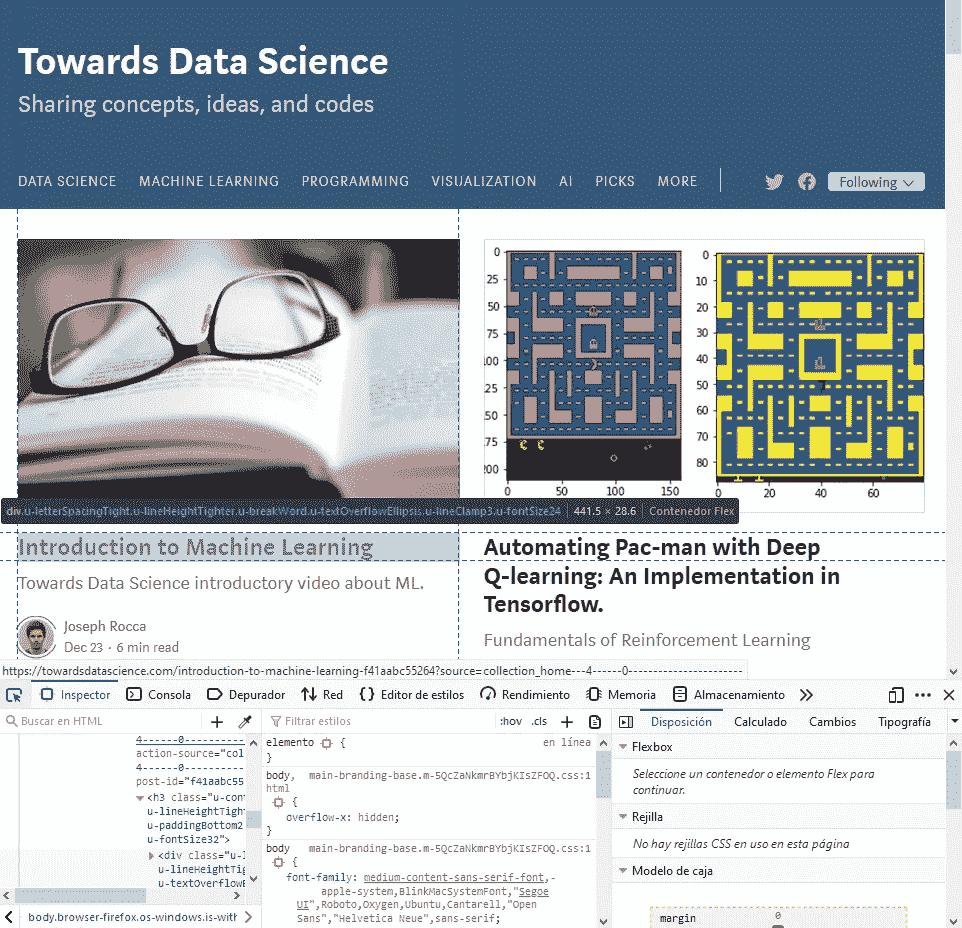 Towards Data Science
Sharing concepts, ideas, and codes
DATA SCIENCE MACHINE LEARNING PROGRAMMING VISUALIZATION AI PICKS MORE Following
0
25
50
75
100
125
150
175
200
0 50 100 150
0
10
20
30
40
50
60
70
80
0 20 40 60
div.u-letterSpacingTight.u-lineHeightTighter.u-breakWord.u-textOverflowEllipsis.u-lineClamp3.u-fontSize24 441.5 × 28.6 Contenedor Flex
Introduction to Machine Learning
Towards Data Science introductory video about ML.
Joseph Rocca
Dec 23 · 6 min read
Automating Pac-man with Deep
Q-learning: An Implementation in
Tensorflow.
Fundamentals of Reinforcement Learning
https://towardsdatascience.com/introduction-to-machine-learning-f41aabc55264?source=collection_home---4------0-----------------------
Inspector Consola Depurador Red Editor de estilos Rendimiento Memoria Almacenamiento
Buscar en HTML
4------0-----------------
action-source="col
4------0-----------------
post-id="f41aabc55
<h3 class="u-con
u-lineHeightTigh
u-paddingBottom2
u-fontSize32">
<div class="u-l
u-lineHeightTig
u-textOverflowE
body.browser-firefox.os-windows.is-with
Filtrar estilos :hov .cls
elemento { en línea
}
body, main-branding-base.m-5QcZaNkmrBYbjKIsZFOQ.css:1
html
{
overflow-x: hidden;
}
body main-branding-base.m-5QcZaNkmrBYbjKIsZFOQ.css:1
{
font-family: medium-content-sans-serif-font,-
apple-system,BlinkMacSystemFont,"Segoe
UI",Roboto,Oxygen,Ubuntu,Cantarell,"Open
Sans","Helvetica Neue",sans-serif;
Disposición Calculado Cambios Tipografía
Flexbox
Seleccione un contenedor o elemento Flex para
continuar.
Rejilla
No hay rejillas CSS en uso en esta página
Modelo de caja
margin 0